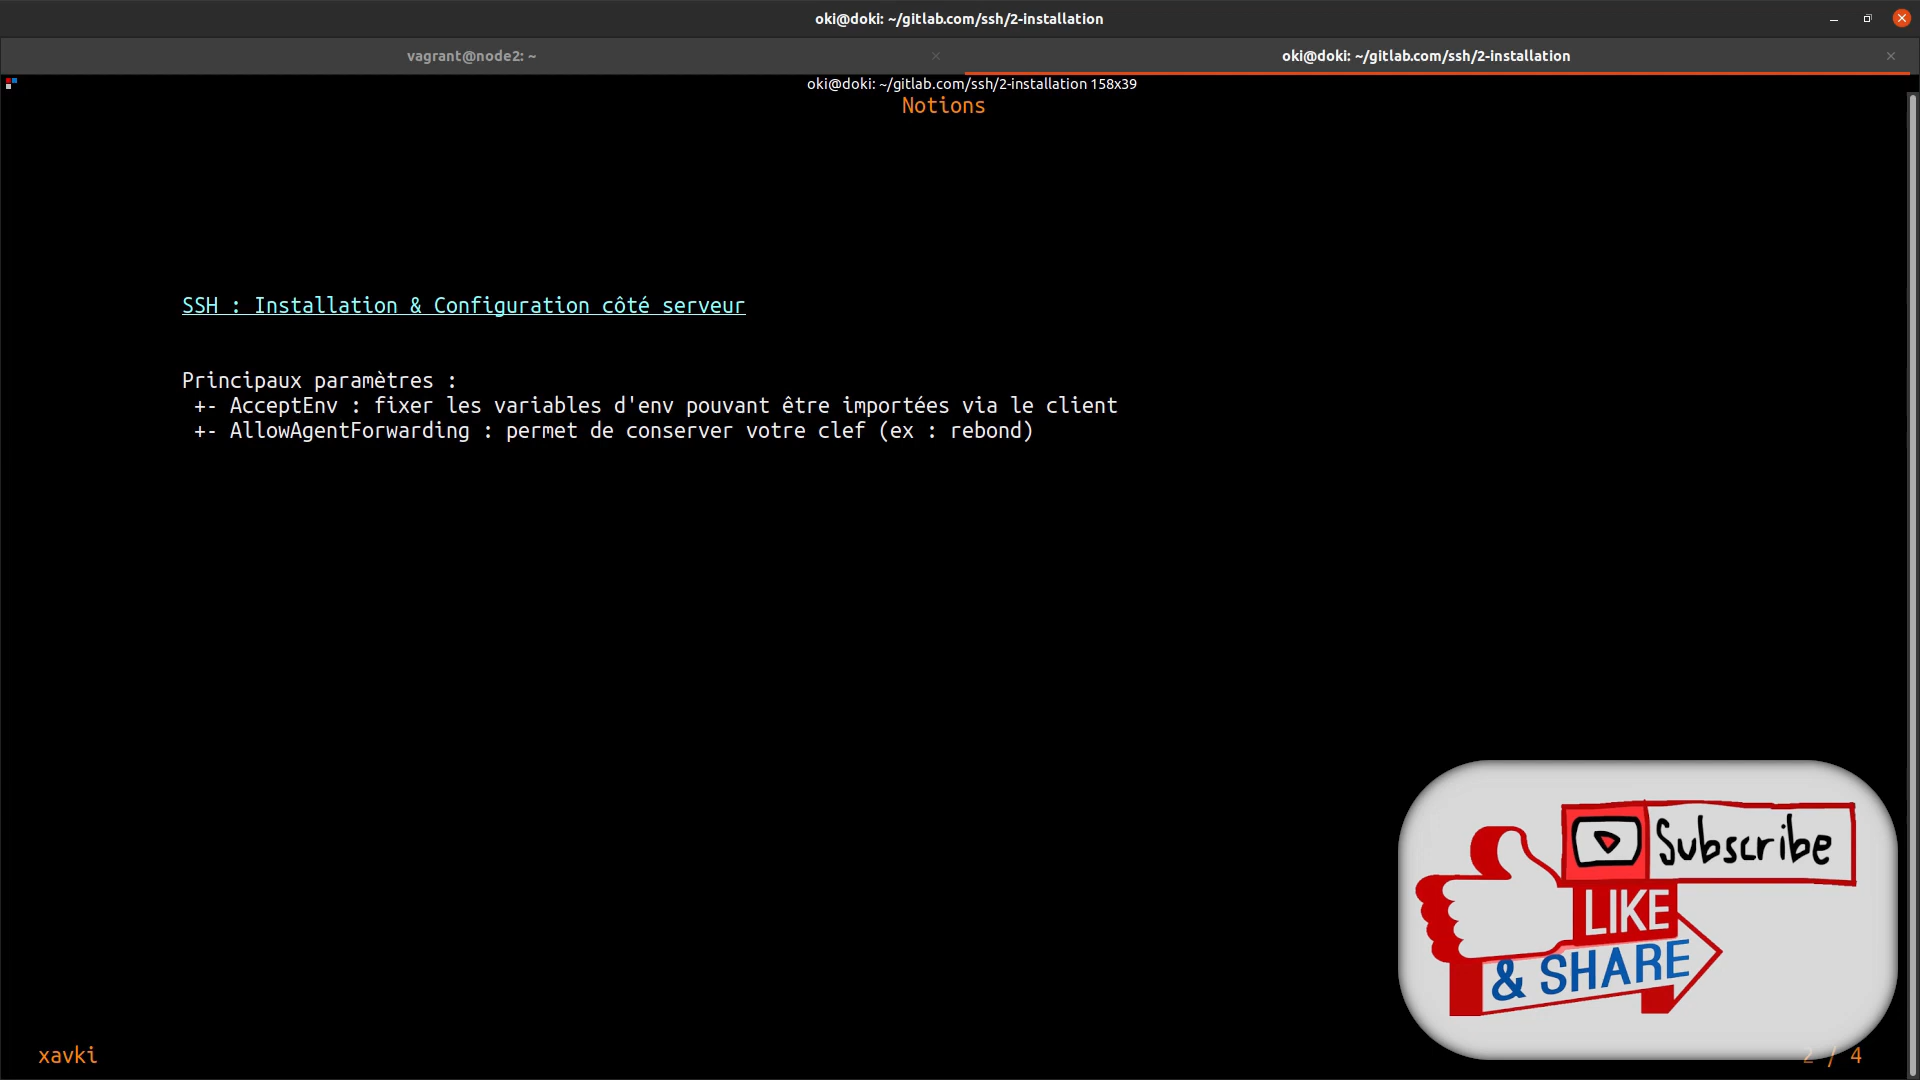 oki@doki: ~/gitlab.com/ssh/2-installation
vagrant@node2: ~
oki@doki: ~/gitlab.com/ssh/2-installation
oki@doki: ~/gitlab.com/ssh/2-installation 158x39
Notions
SSH : Installation & Configuration côté serveur
Principaux paramètres :
+- AcceptEnv : fixer les variables d'env pouvant être importées via le client
+- AllowAgentForwarding : permet de conserver votre clef (ex : rebond)
Subscribe
LIKE
& SHARE
xavki
2 / 4